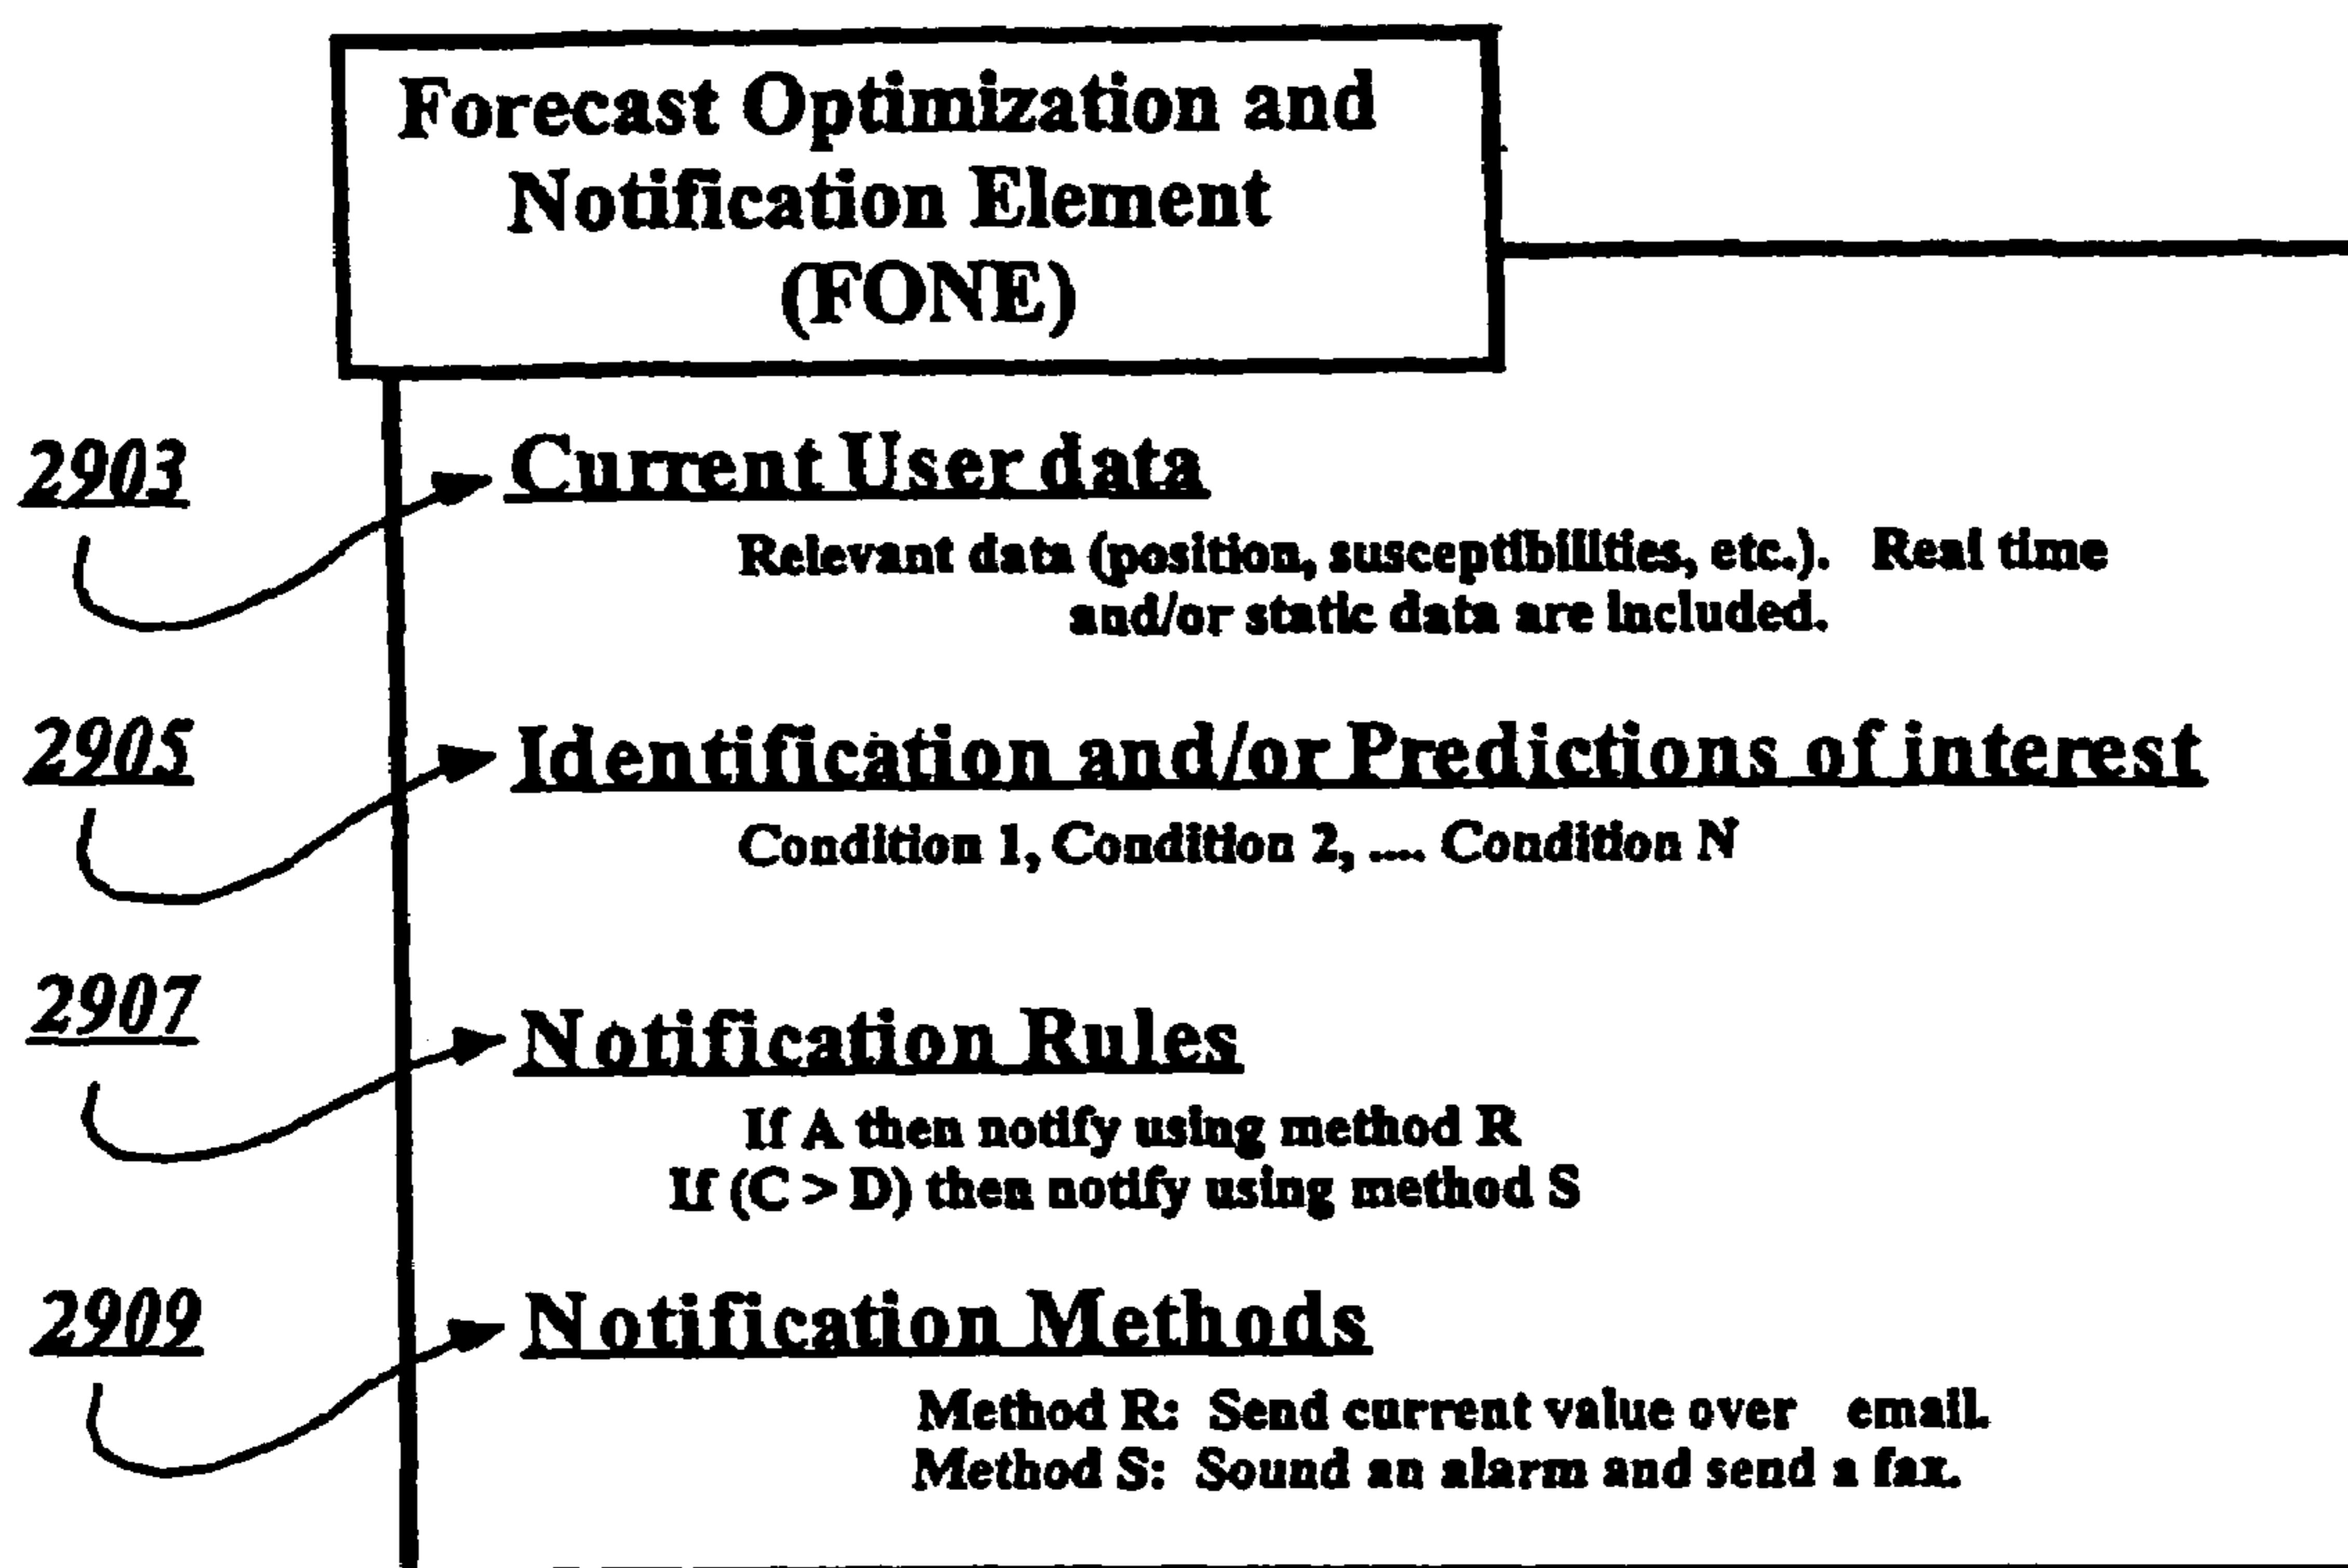 Forecast Optimization and
Notification Element
(FONE)
2903
Current User data
Relevant data (position, susceptibilities, etc.). Real time
and/or static data are included.
2905
Identification and/or Predictions of interest
Condition 1, Condition 2, .... Condition N
2907
Notification Rules
If A then notify using method R
If (C > D) then notify using method S
2909
Notification Methods
Method R: Send current value over email.
Method S: Sound an alarm and send a fax.